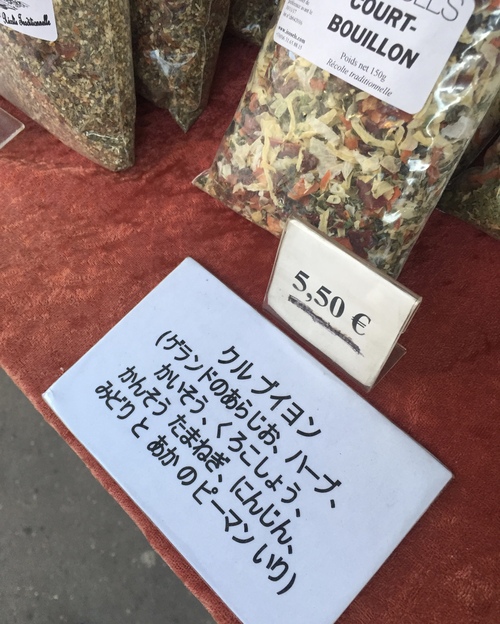 Récolte Traditionnelle
COURT-
BOUILLON
Poids net 150g
Récolte traditionnelle
5,50 €
クルブイヨン
(ゲランドのあらじお、ハーブ、
かいそう、くろこしょう、
かんそう たまねぎ、にんじん、
みどり と あか の ピーマン いり)